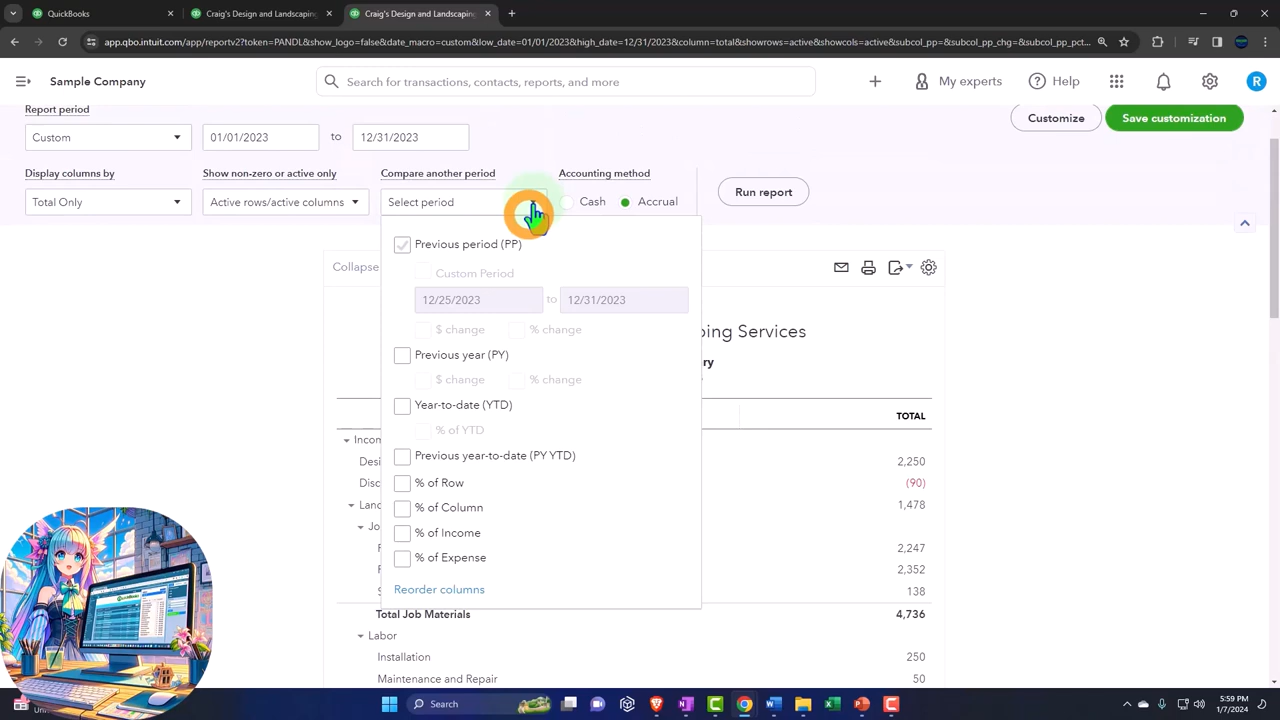 QuickBooks
Craig's Design and Landscaping
Craig's Design and Landscaping
app.qbo.intuit.com/app/reportv2?token=PANDL&show_logo=false&date_macro=custom&low_date=01/01/2023&high_date=12/31/2023&column=total&showrows=active&showcols=active&subcol_pp=&subcol_pp_chg=&subcol_pp_pct...
Sample Company
Search for transactions, contacts, reports, and more
My experts
Help
R
Report period
Custom
01/01/2023
to
12/31/2023
Customize
Save customization
Display columns by
Show non-zero or active only
Compare another period
Accounting method
Total Only
Active rows/active columns
Select period
Cash
Accrual
Run report
Previous period (PP)
Custom Period
12/25/2023
to
12/31/2023
$ change
% change
Previous year (PY)
$ change
% change
Year-to-date (YTD)
% of YTD
Previous year-to-date (PY YTD)
% of Row
% of Column
% of Income
% of Expense
Reorder columns
Collapse
ping Services
ry
TOTAL
Incom
Desi
2,250
Disc
(90)
Land
1,478
Jo
2,247
2,352
138
Total Job Materials
4,736
Labor
Installation
250
Maintenance and Repair
50
Search
5:59 PM
1/7/2024